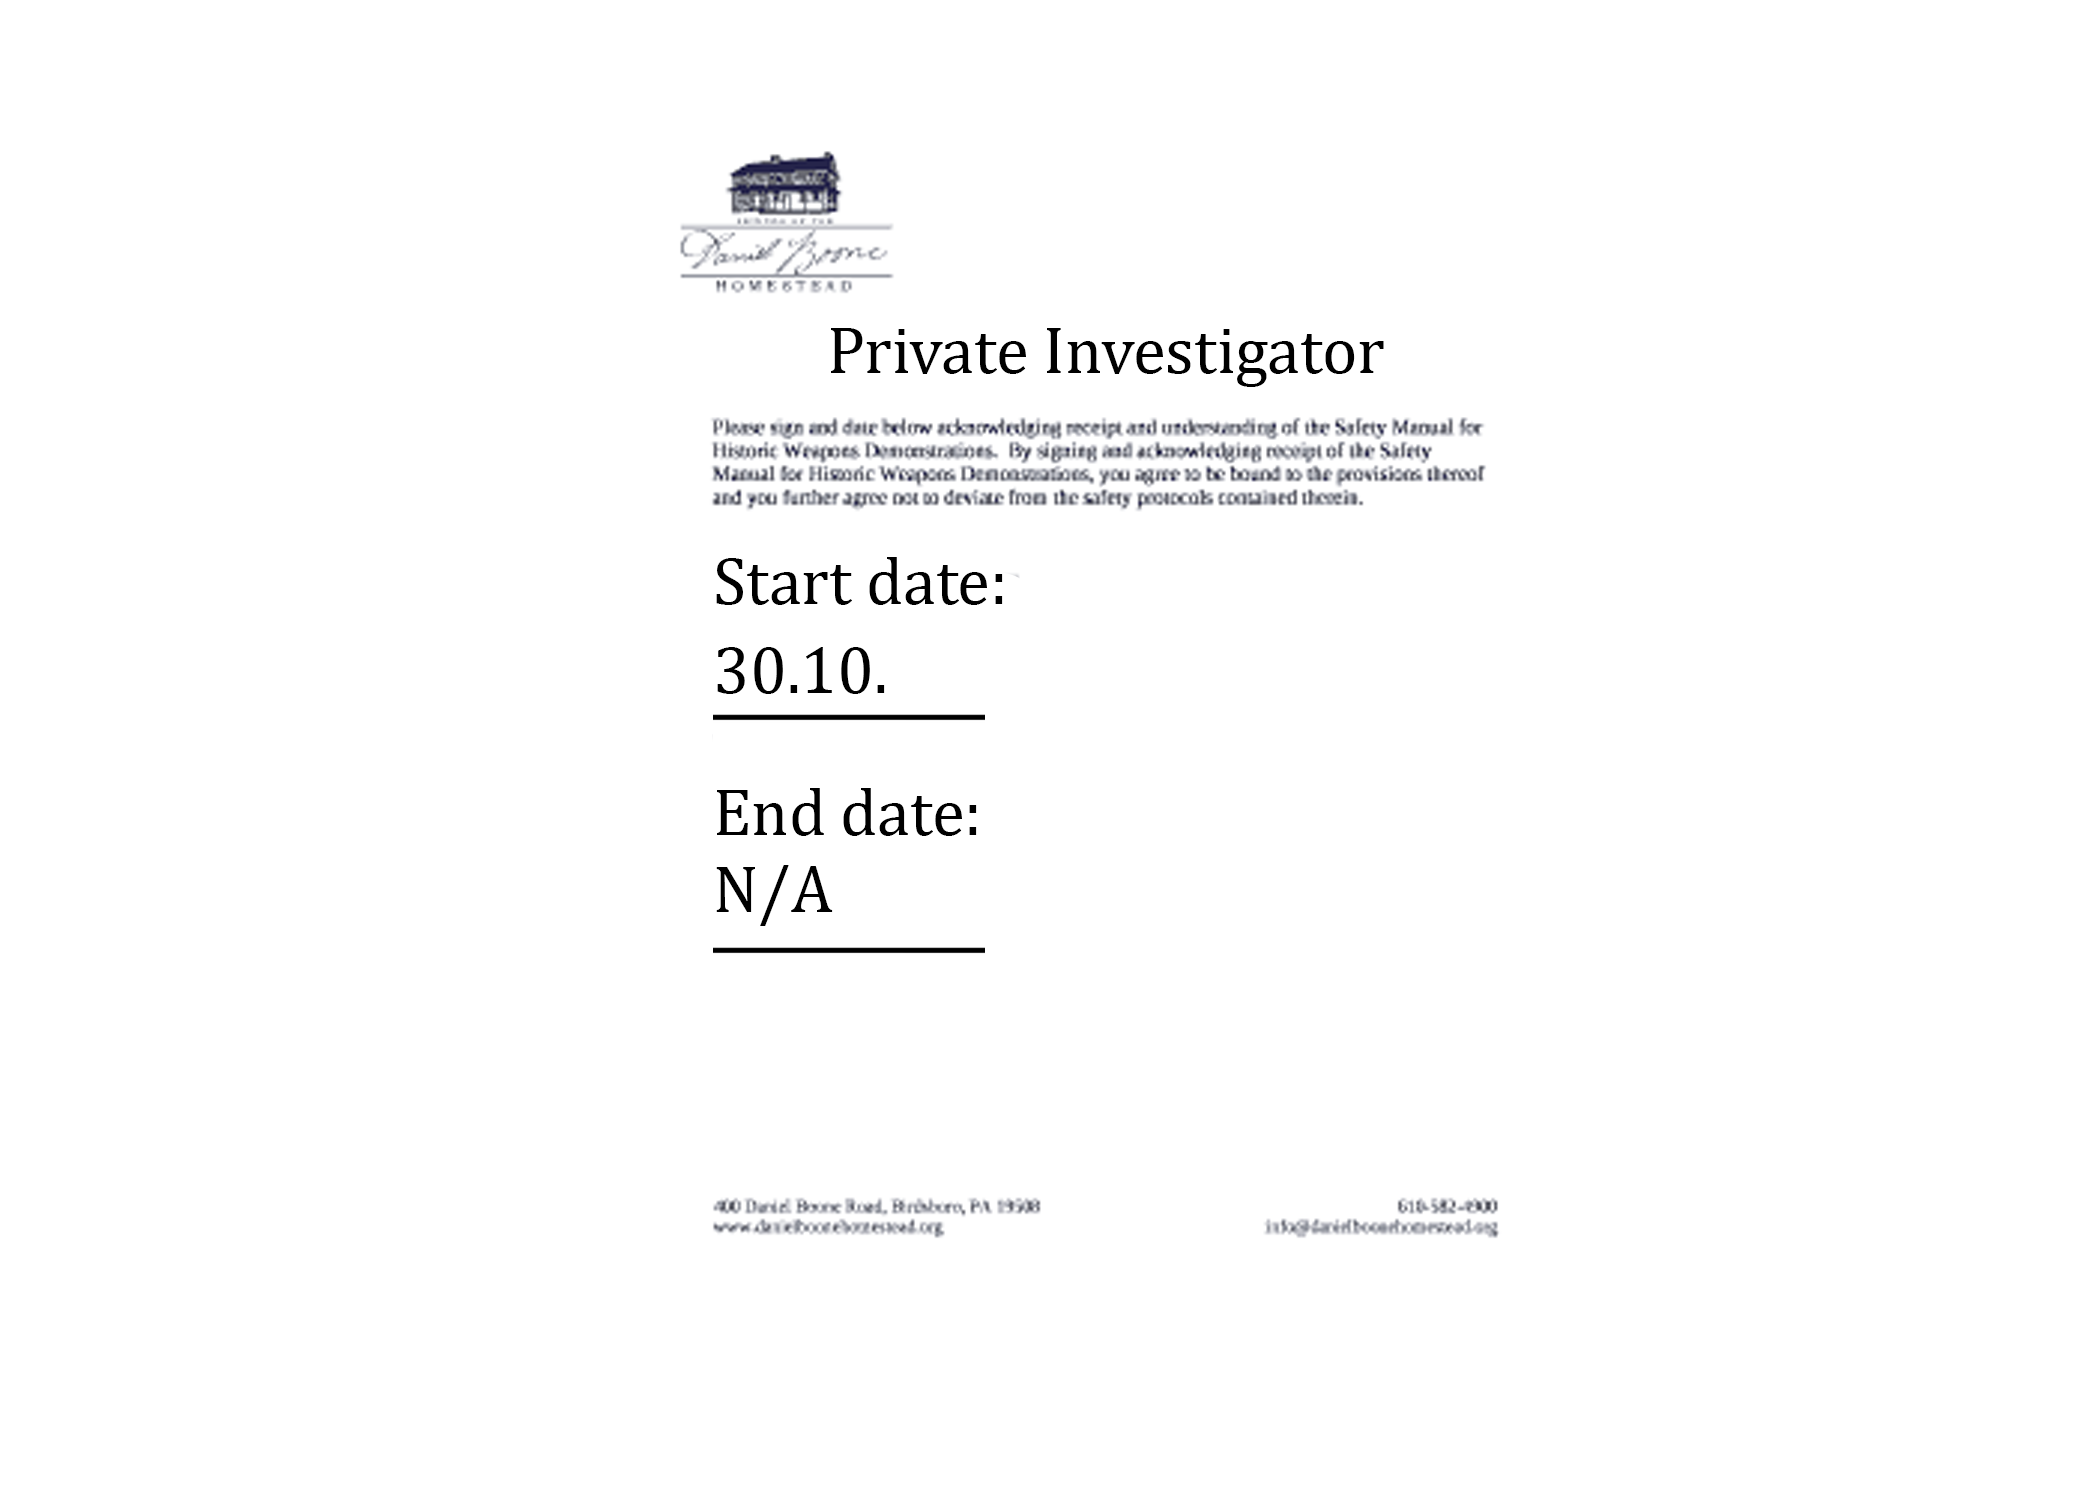 Daniel Boone
HOMESTEAD
Private Investigator
Please sign and date below acknowledging receipt and understanding of the Safety Manual for
Historic Weapons Demonstrations. By signing and acknowledging receipt of the Safety
Manual for Historic Weapons Demonstrations, you agree to be bound to the provisions thereof
and you further agree not to deviate from the safety protocols contained therein.
Start date:
30.10.
End date:
N/A
400 Daniel Boone Road, Birdsboro, PA 19508
610-582-4900
www.danielboonehomestead.org
info@danielboonehomestead.org